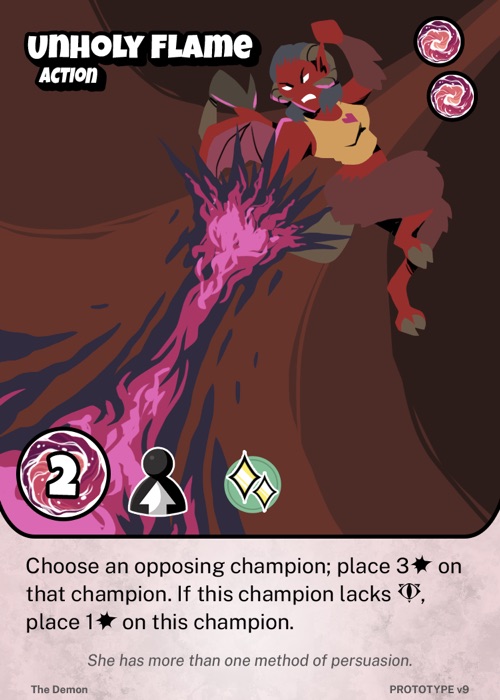 UNHOLY FLAME
ACTION
2
Choose an opposing champion; place 3 on
that champion. If this champion lacks ,
place 1 on this champion.
She has more than one method of persuasion.
The Demon
PROTOTYPE v9